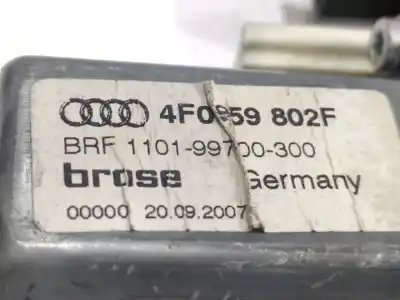 4F0959 802F
BRF 1101-99700-300
brose Germany
00000 20.09.2007